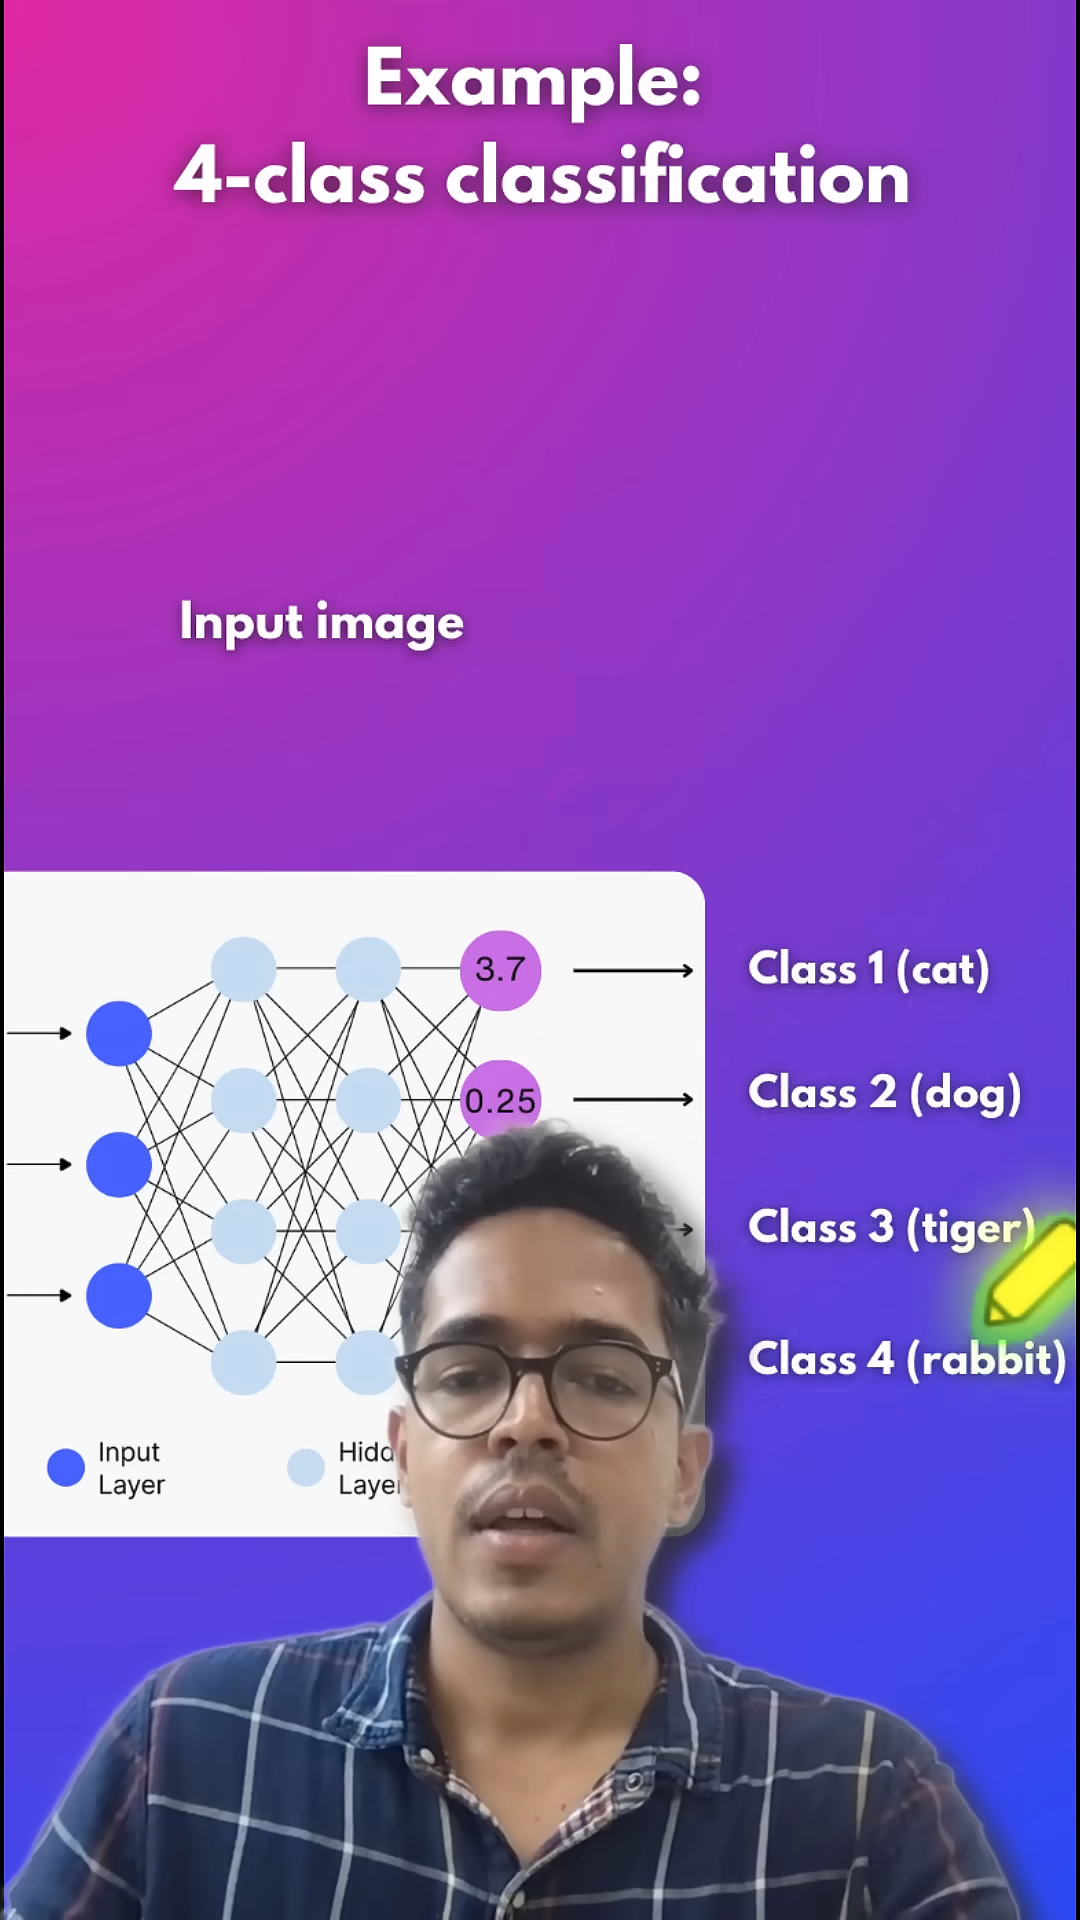 Example:
4-class classification
Input image
3.7
Class 1 (cat)
0.25
Class 2 (dog)
Class 3 (tiger)
Class 4 (rabbit)
Input
Layer